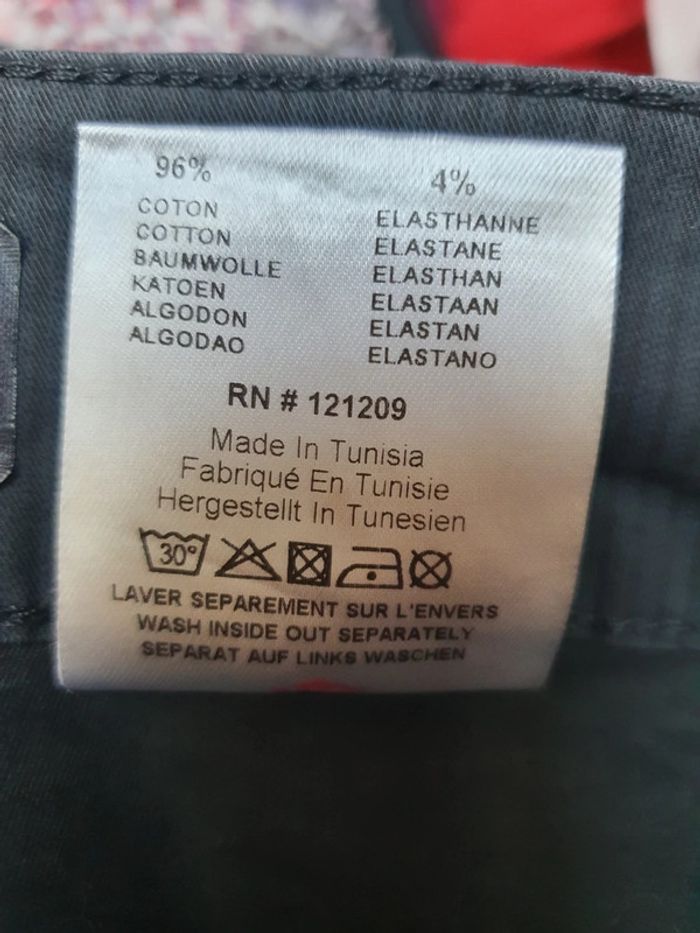 96%
COTON
COTTON
BAUMWOLLE
KATOEN
ALGODON
ALGODAO
4%
ELASTHANNE
ELASTANE
ELASTHAN
ELASTAAN
ELASTAN
ELASTANO
RN # 121209
Made In Tunisia
Fabriqué En Tunisie
Hergestellt In Tunesien
30°
LAVER SEPAREMENT SUR L'ENVERS
WASH INSIDE OUT SEPARATELY
SEPARAT AUF LINKS WASCHEN